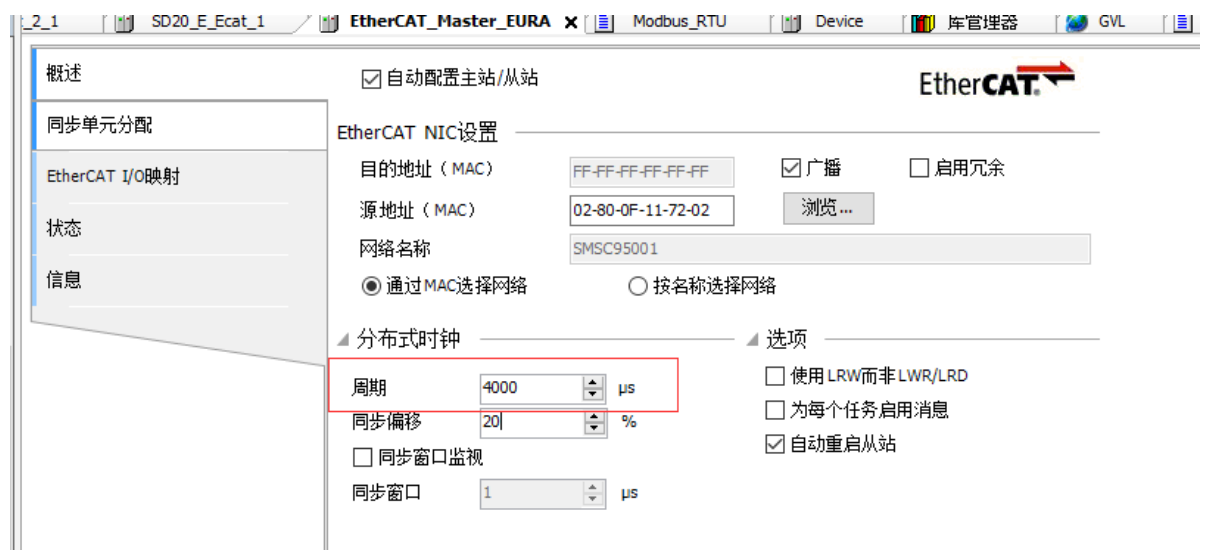 _2_1 SD20_E_Ecat_1 EtherCAT_Master_EURA Modbus_RTU Device 库管理器 GVL
概述
同步单元分配
EtherCAT I/O映射
状态
信息
自动配置主站/从站
EtherCAT
EtherCAT NIC设置
目的地址（MAC） FF-FF-FF-FF-FF-FF 广播 启用冗余
源地址（MAC） 02-80-0F-11-72-02 浏览...
网络名称 SMSC95001
通过MAC选择网络 按名称选择网络
分布式时钟
周期 4000 µs
同步偏移 20 %
同步窗口监视
同步窗口 1 µs
选项
使用LRW而非LWR/LRD
为每个任务启用消息
自动重启从站